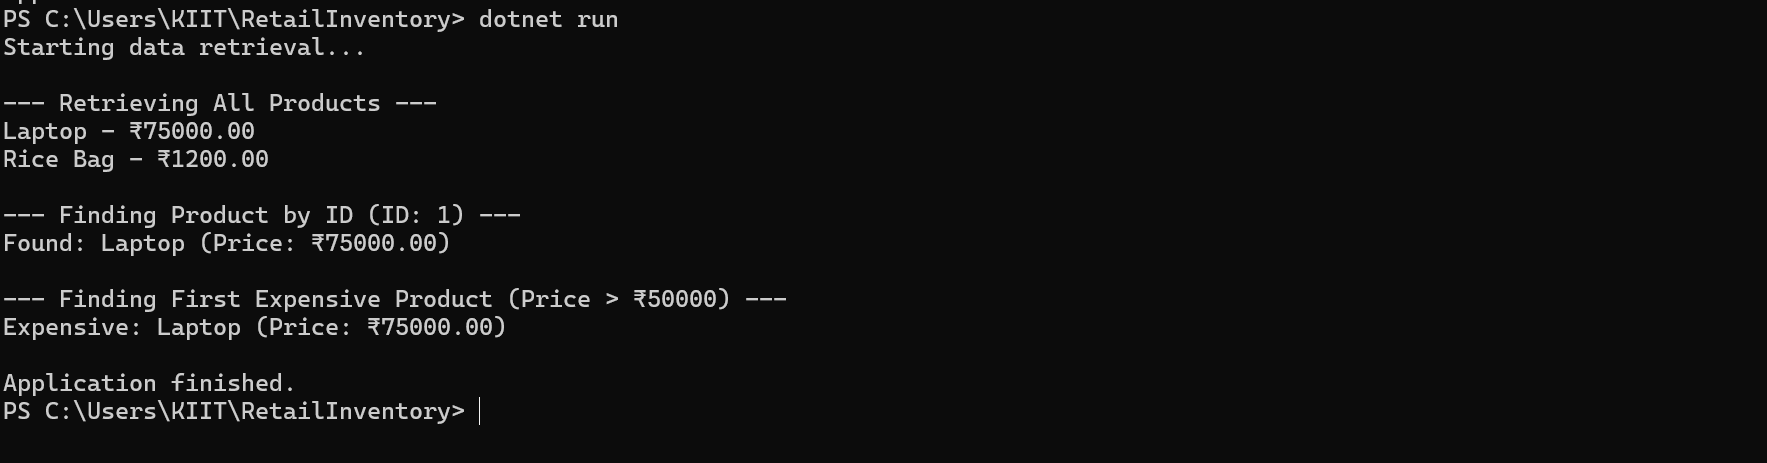 PS C:\Users\KIIT\RetailInventory> dotnet run
Starting data retrieval...
--- Retrieving All Products ---
Laptop - ₹75000.00
Rice Bag - ₹1200.00
--- Finding Product by ID (ID: 1) ---
Found: Laptop (Price: ₹75000.00)
--- Finding First Expensive Product (Price > ₹50000) ---
Expensive: Laptop (Price: ₹75000.00)
Application finished.
PS C:\Users\KIIT\RetailInventory>